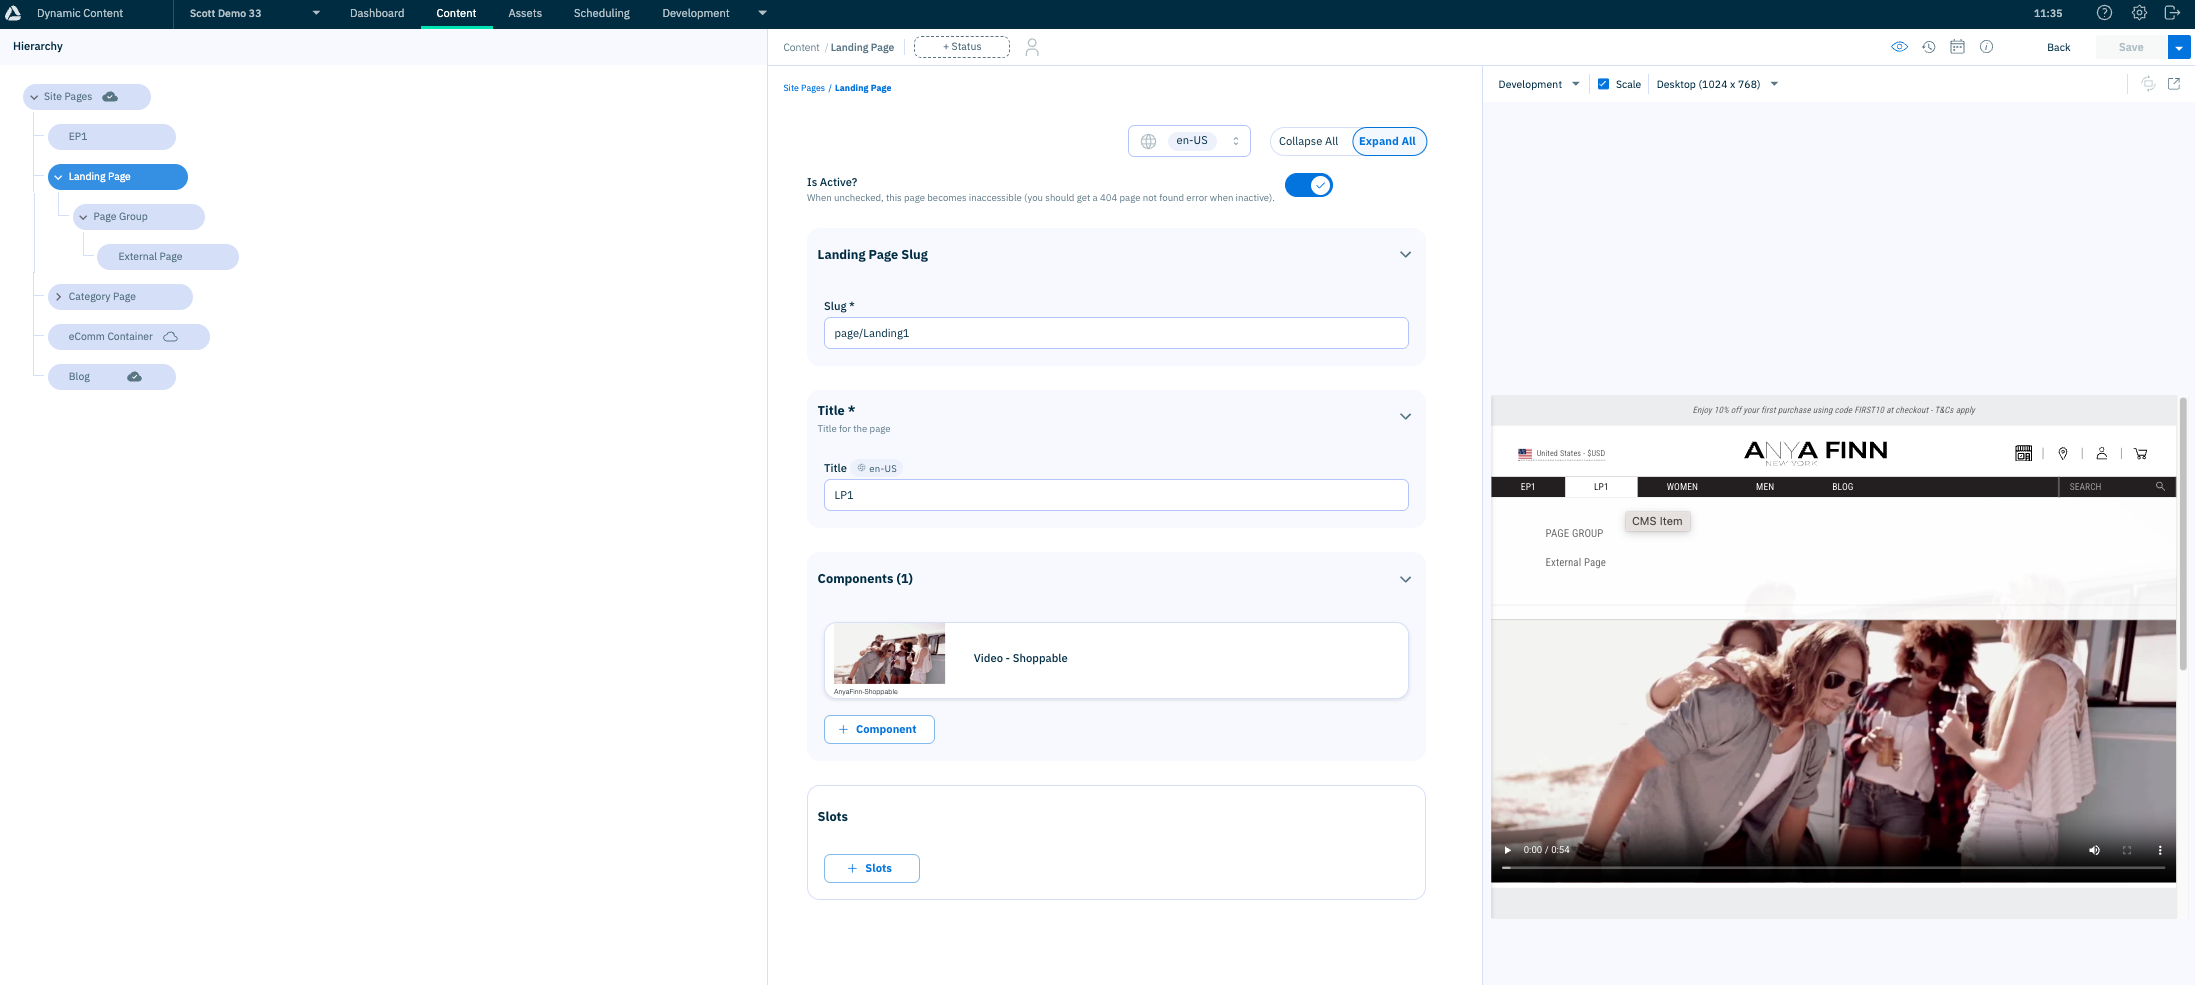 Dynamic Content
Scott Demo 33
Dashboard
Content
Assets
Scheduling
Development
11:35
Hierarchy
Content / Landing Page
+ Status
Back
Save
Site Pages
EP1
Landing Page
Page Group
External Page
Category Page
eComm Container
Blog
Site Pages / Landing Page
en-US
Collapse All
Expand All
Is Active?
When unchecked, this page becomes inaccessible (you should get a 404 page not found error when inactive).
Landing Page Slug
Slug *
page/Landing1
Title *
Title for the page
Title en-US
LP1
Components (1)
Video - Shoppable
AnyaFinn-Shoppable
+ Component
Slots
+ Slots
Development
Scale
Desktop (1024 x 768)
Enjoy 10% off your first purchase using code FIRST10 at checkout - T&Cs apply
United States - $USD
ANYA FINN
NEW YORK
EP1
LP1
WOMEN
MEN
BLOG
SEARCH
CMS Item
PAGE GROUP
External Page
0:00 / 0:54